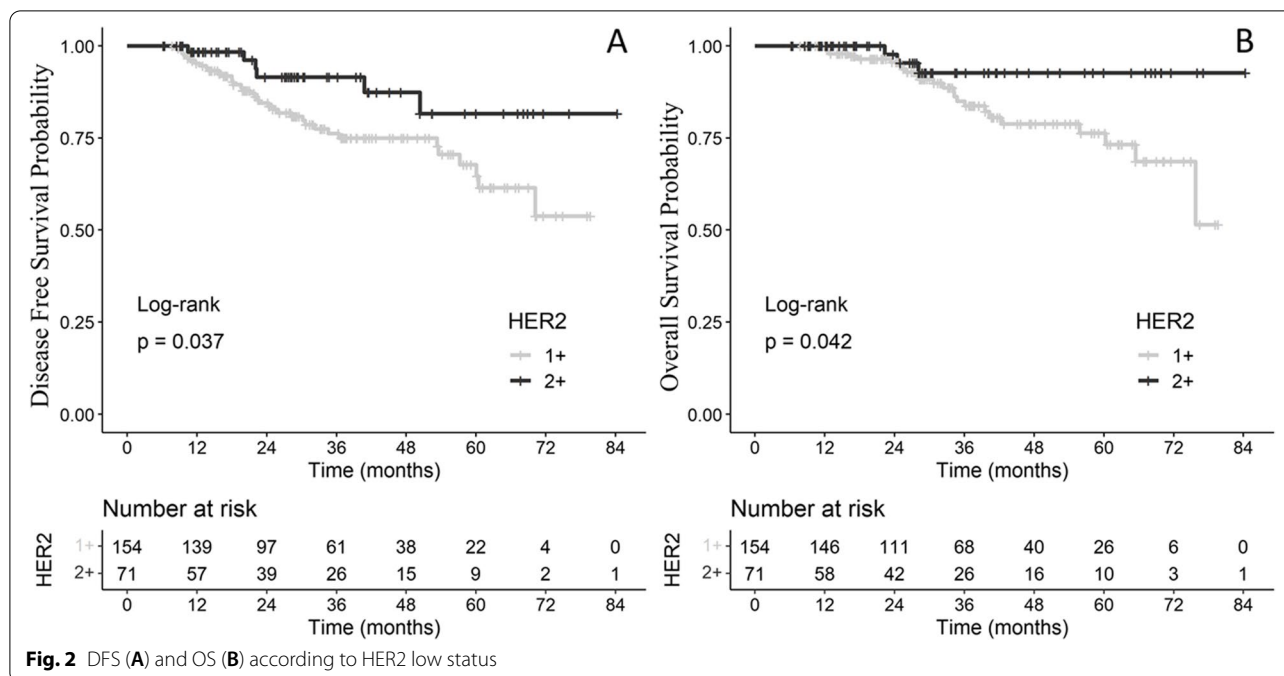 A
Disease Free Survival Probability
1.00
0.75
0.50
0.25
0.00
Log-rank
p = 0.037
HER2
1+
2+
0 12 24 36 48 60 72 84
Time (months)
Number at risk
HER2
1+ 154 139 97 61 38 22 4 0
2+ 71 57 39 26 15 9 2 1
0 12 24 36 48 60 72 84
Time (months)
B
Overall Survival Probability
1.00
0.75
0.50
0.25
0.00
Log-rank
p = 0.042
HER2
1+
2+
0 12 24 36 48 60 72 84
Time (months)
Number at risk
HER2
1+ 154 146 111 68 40 26 6 0
2+ 71 58 42 26 16 10 3 1
0 12 24 36 48 60 72 84
Time (months)
Fig. 2 DFS (A) and OS (B) according to HER2 low status